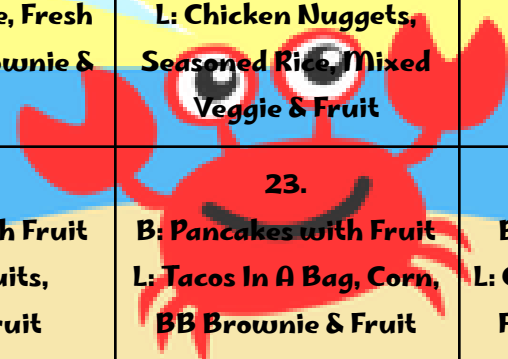 e, Fresh
ownie &
L: Chicken Nuggets,
Seasoned Rice, Mixed
Veggie & Fruit
h Fruit
uits,
ruit
23.
B: Pancakes with Fruit
L: Tacos In A Bag, Corn,
BB Brownie & Fruit
L: